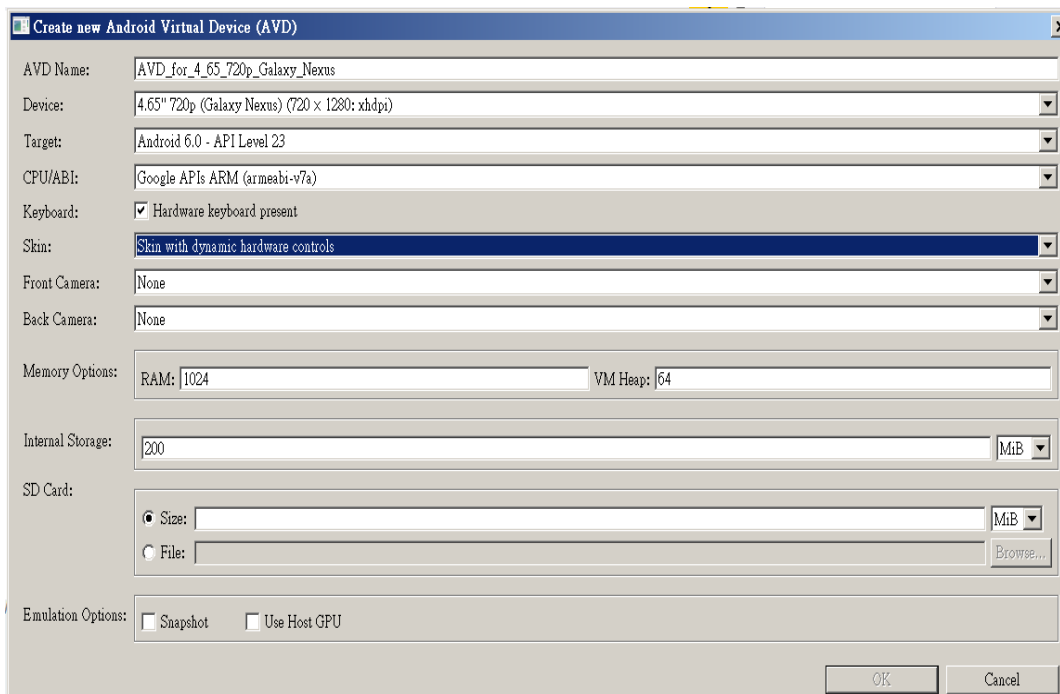 Create new Android Virtual Device (AVD)
AVD Name: AVD_for_4_65_720p_Galaxy_Nexus
Device: 4.65" 720p (Galaxy Nexus) (720 × 1280: xhdpi)
Target: Android 6.0 - API Level 23
CPU/ABI: Google APIs ARM (armeabi-v7a)
Keyboard: Hardware keyboard present
Skin: Skin with dynamic hardware controls
Front Camera: None
Back Camera: None
Memory Options: RAM: 1024 VM Heap: 64
Internal Storage: 200 MiB
SD Card:
Size: MiB
File: Browse...
Emulation Options: Snapshot Use Host GPU
OK Cancel